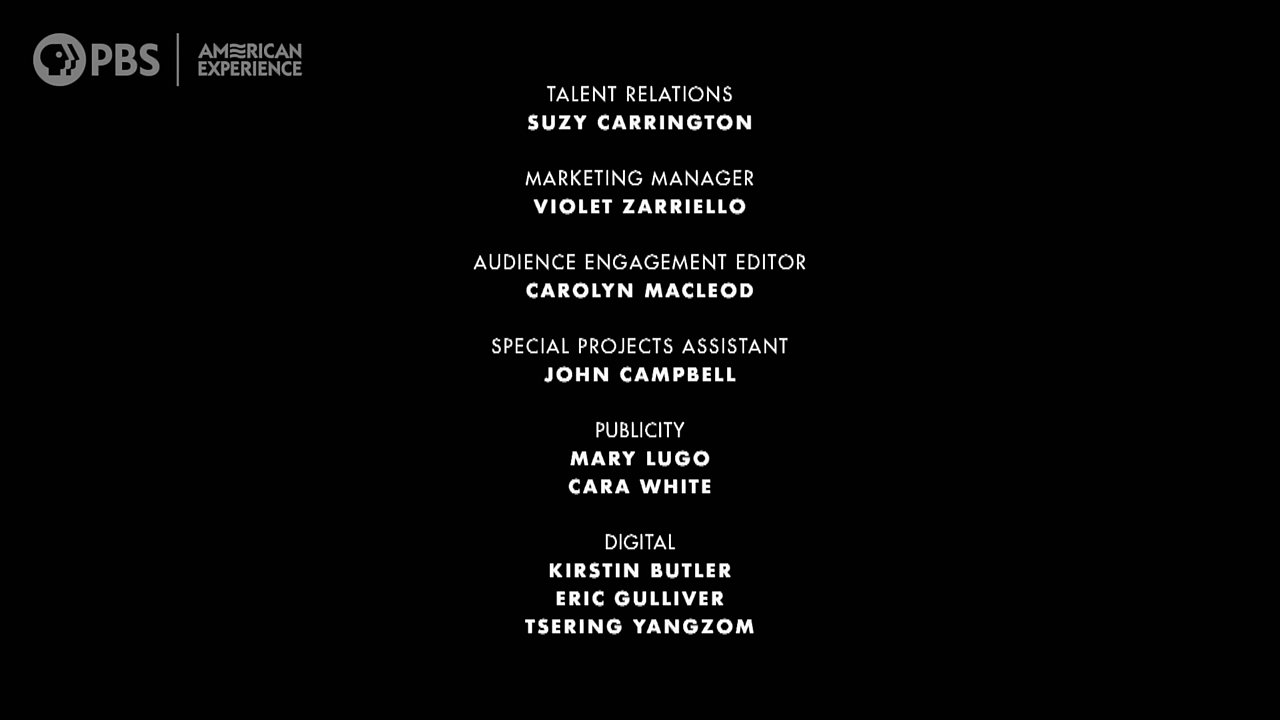 PBS
AMERICAN
EXPERIENCE
TALENT RELATIONS
SUZY CARRINGTON
MARKETING MANAGER
VIOLET ZARRIELLO
AUDIENCE ENGAGEMENT EDITOR
CAROLYN MACLEOD
SPECIAL PROJECTS ASSISTANT
JOHN CAMPBELL
PUBLICITY
MARY LUGO
CARA WHITE
DIGITAL
KIRSTIN BUTLER
ERIC GULLIVER
TSERING YANGZOM